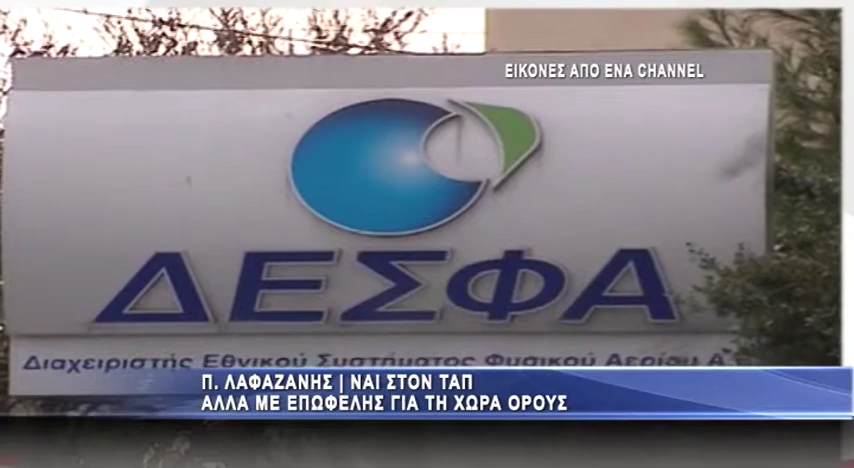 ΕΙΚΟΝΕΣ ΑΠΟ ΕΝΑ CHANNEL
ΔΕΣΦΑ
Διαχειριστής Εθνικού Συστήματος Φυσικού Αερίου Α
Π. ΛΑΦΑΖΑΝΗΣ | ΝΑΙ ΣΤΟΝ ΤΑΠ
ΑΛΛΑ ΜΕ ΕΠΩΦΕΛΗΣ ΓΙΑ ΤΗ ΧΩΡΑ ΟΡΟΥΣ